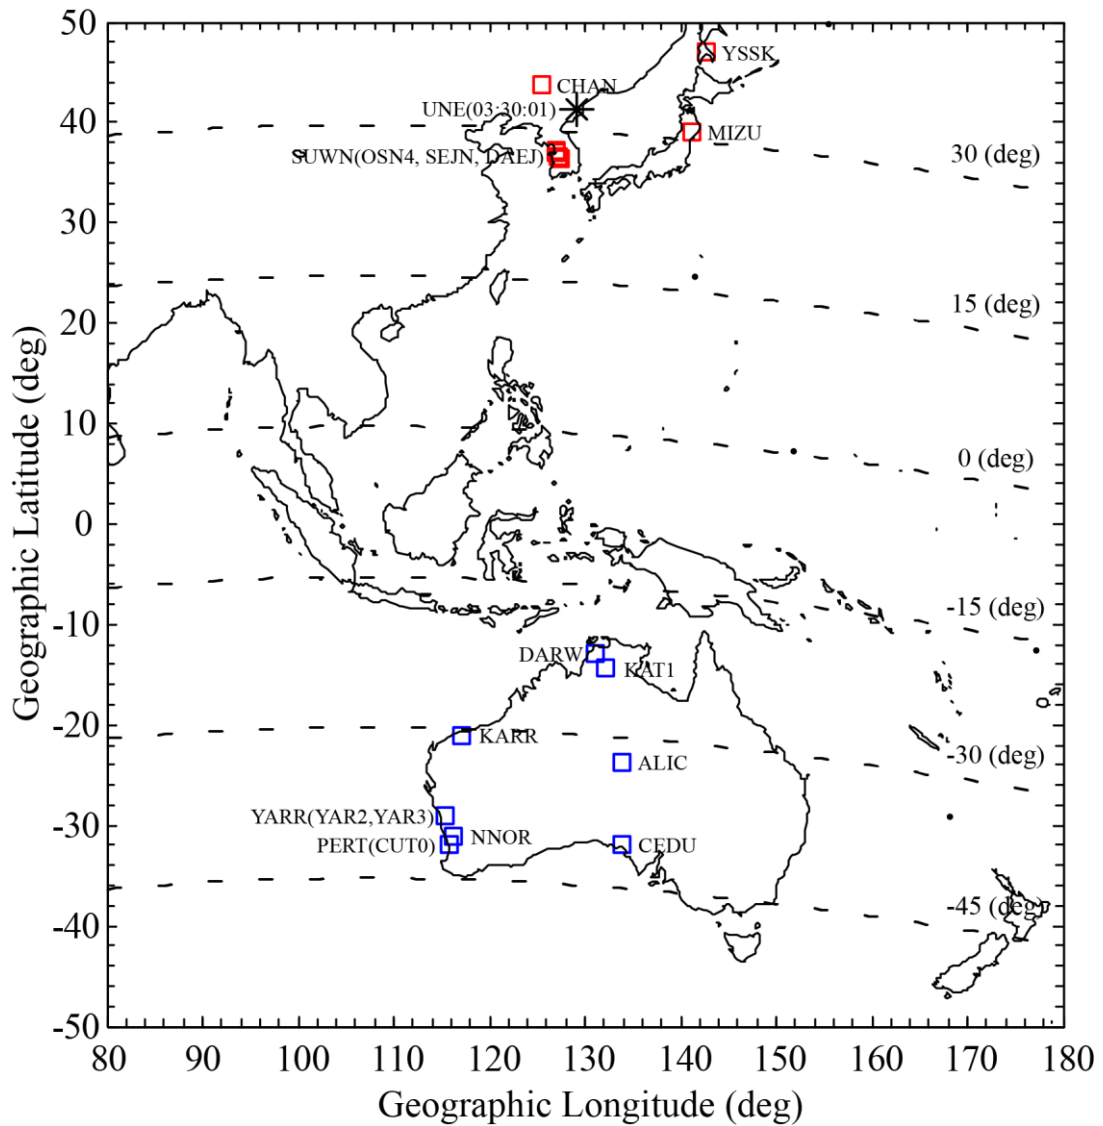 50
YSSK
CHAN
UNE(03:30:01)
40
MIZU
30 (deg)
SUWN(OSN4, SEJN, DAEJ)
30
15 (deg)
20
10
0 (deg)
0
-15 (deg)
-10
DARW
KAT1
-20
KARR
-30 (deg)
ALIC
YARR(YAR2,YAR3)
-30
NNOR
PERT(CUT0)
CEDU
-45 (deg)
-40
-50
80 90 100 110 120 130 140 150 160 170 180
Geographic Longitude (deg)
Geographic Latitude (deg)